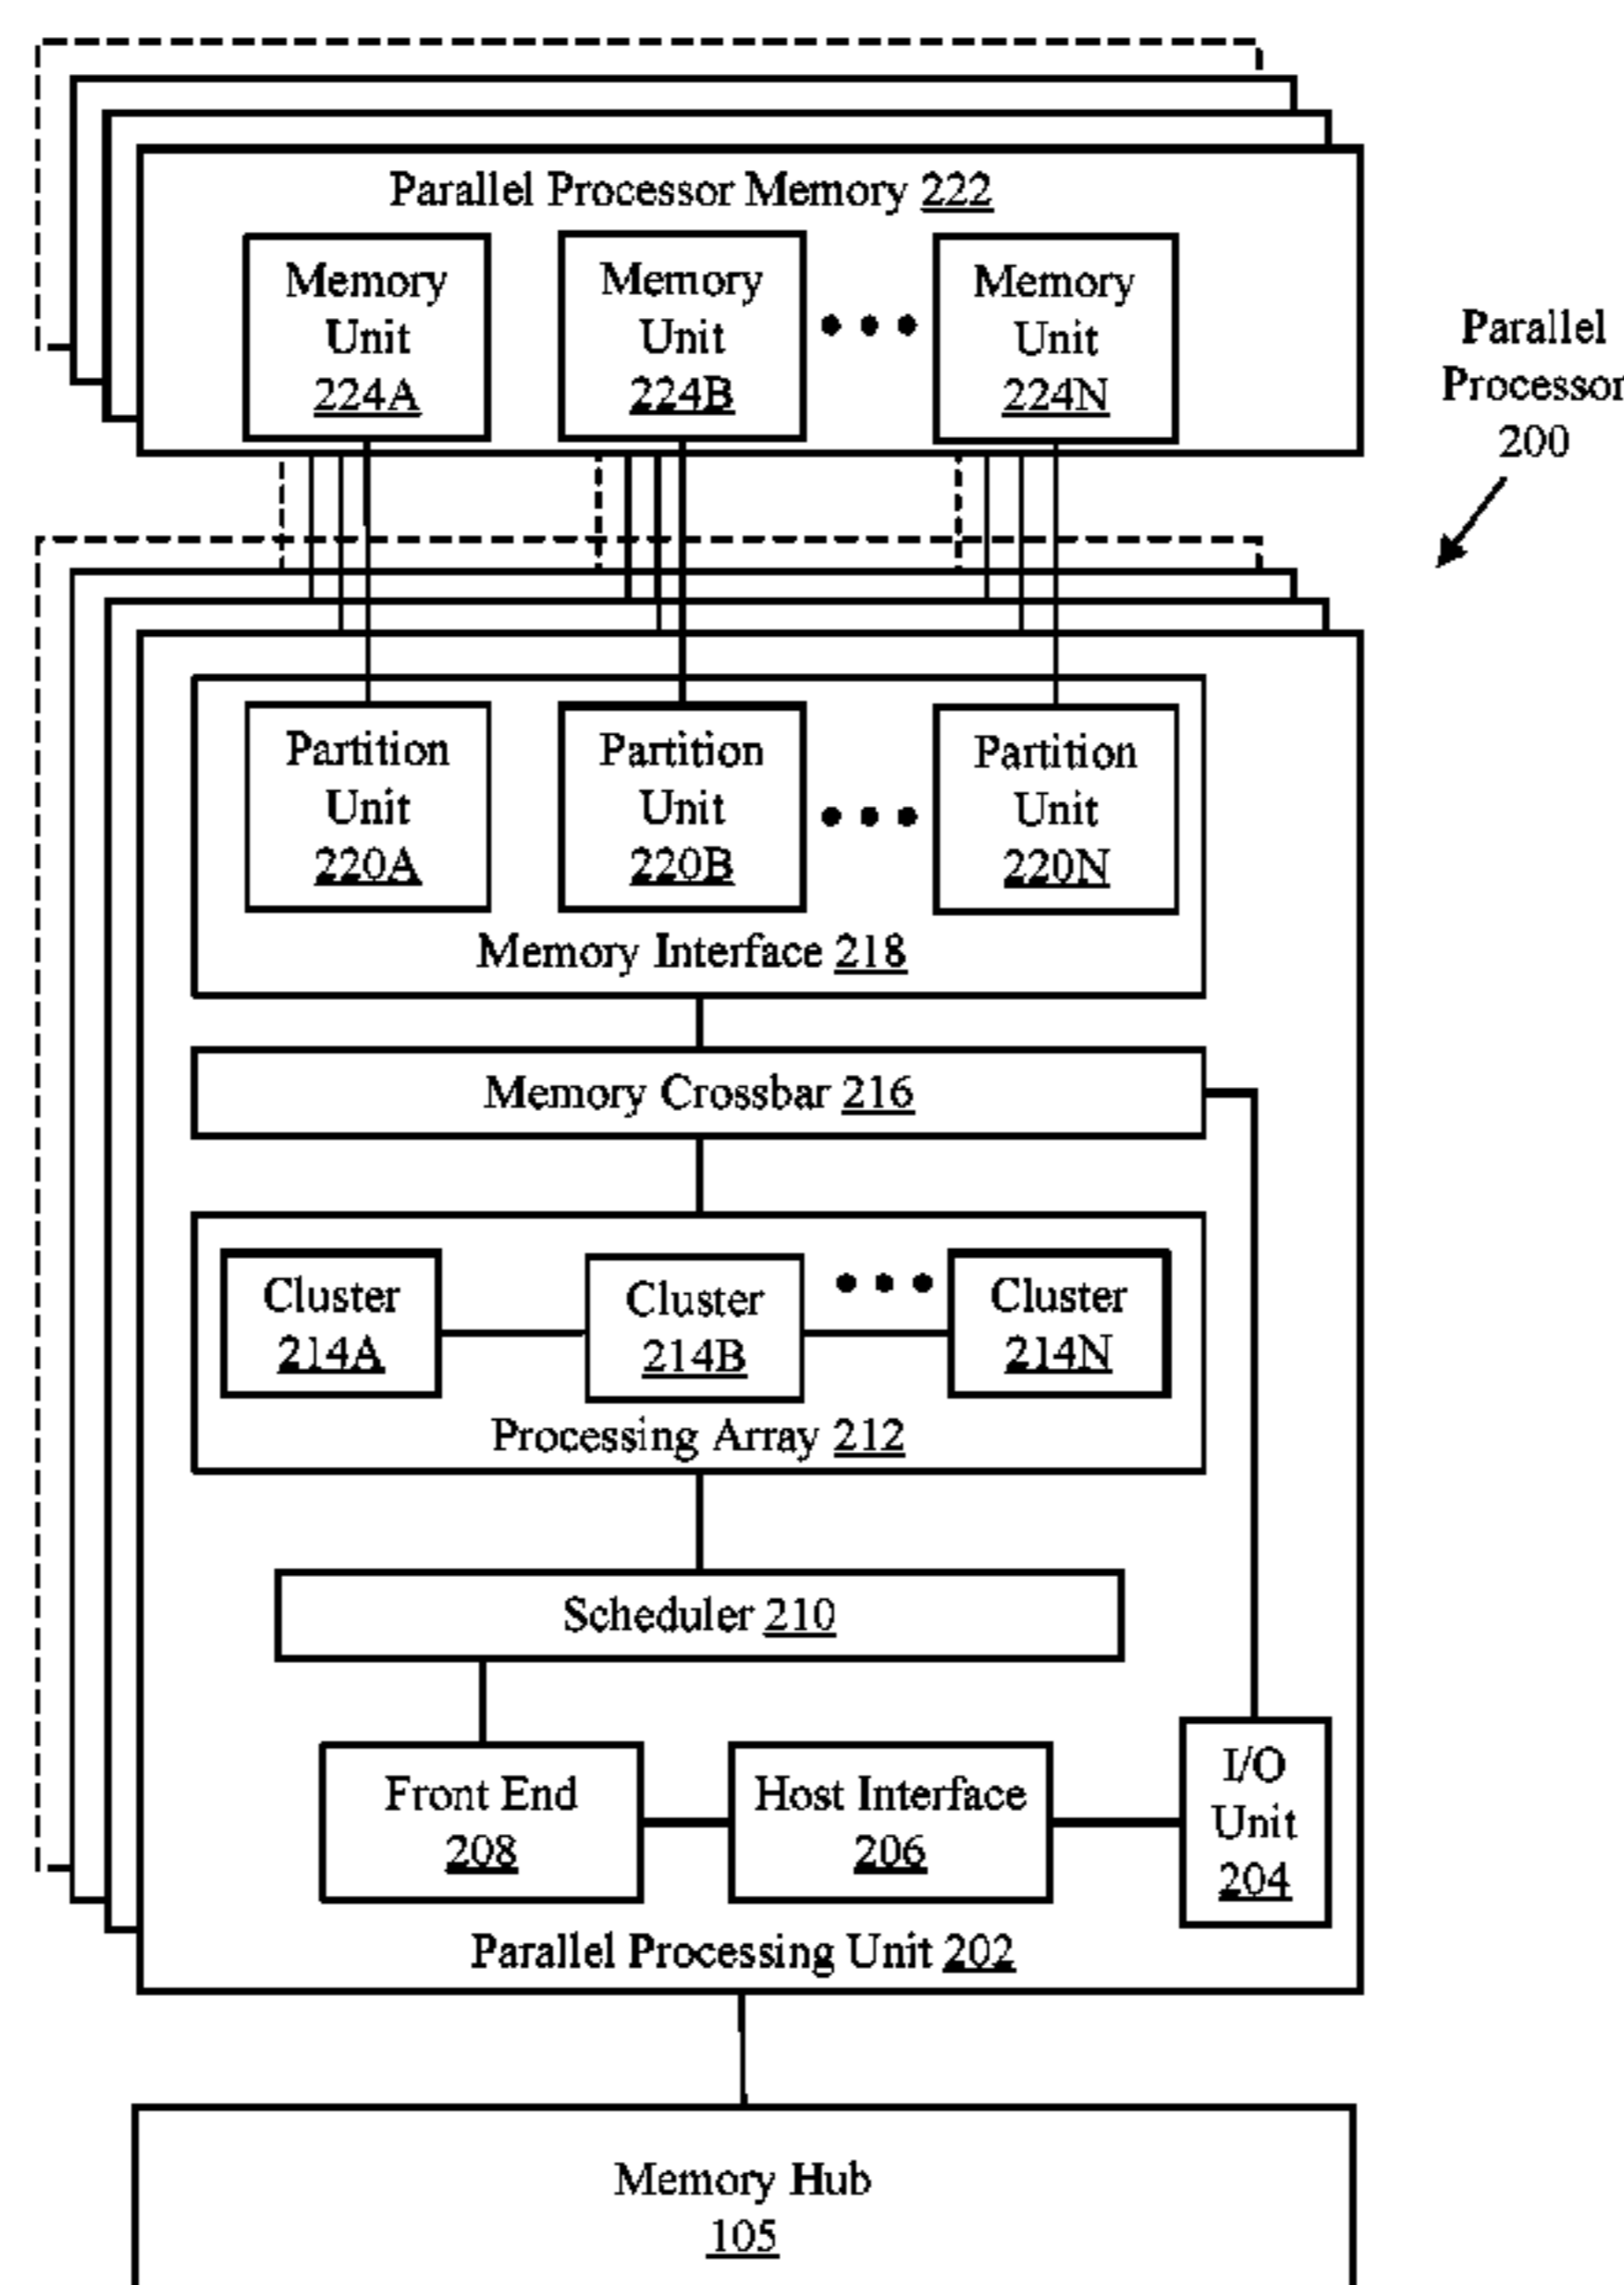 Parallel Processor Memory 222
Memory
Unit
224A
Memory
Unit
224B
Memory
Unit
224N
Parallel
Processor
200
Partition
Unit
220A
Partition
Unit
220B
Partition
Unit
220N
Memory Interface 218
Memory Crossbar 216
Cluster
214A
Cluster
214B
Cluster
214N
Processing Array 212
Scheduler 210
Front End
208
Host Interface
206
I/O
Unit
204
Parallel Processing Unit 202
Memory Hub
105